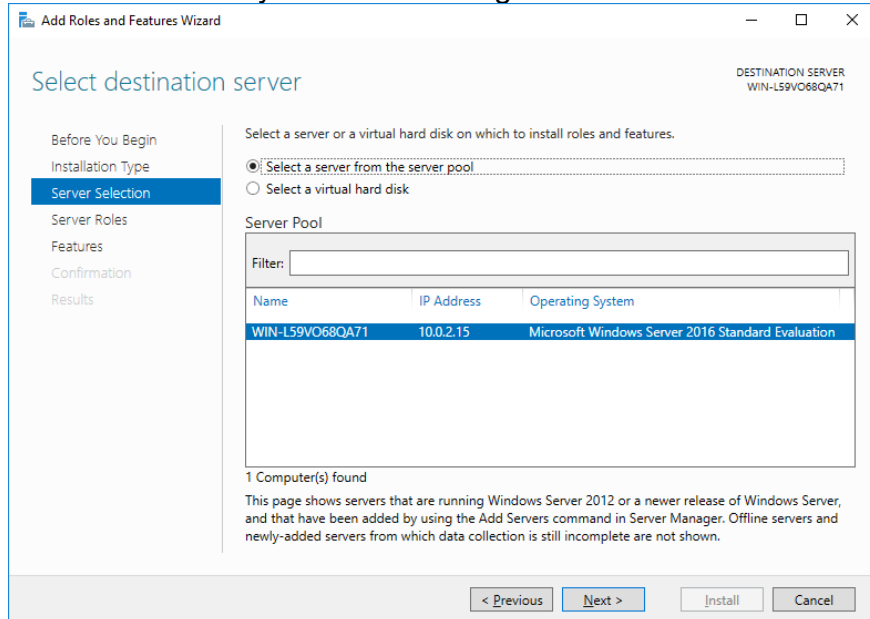 Add Roles and Features Wizard
Select destination server
DESTINATION SERVER
WIN-L59VO68QA71
Before You Begin
Installation Type
Server Selection
Server Roles
Features
Confirmation
Results
Select a server or a virtual hard disk on which to install roles and features.
Select a server from the server pool
Select a virtual hard disk
Server Pool
Filter:
Name IP Address Operating System
WIN-L59VO68QA71 10.0.2.15 Microsoft Windows Server 2016 Standard Evaluation
1 Computer(s) found
This page shows servers that are running Windows Server 2012 or a newer release of Windows Server,
and that have been added by using the Add Servers command in Server Manager. Offline servers and
newly-added servers from which data collection is still incomplete are not shown.
< Previous Next > Install Cancel